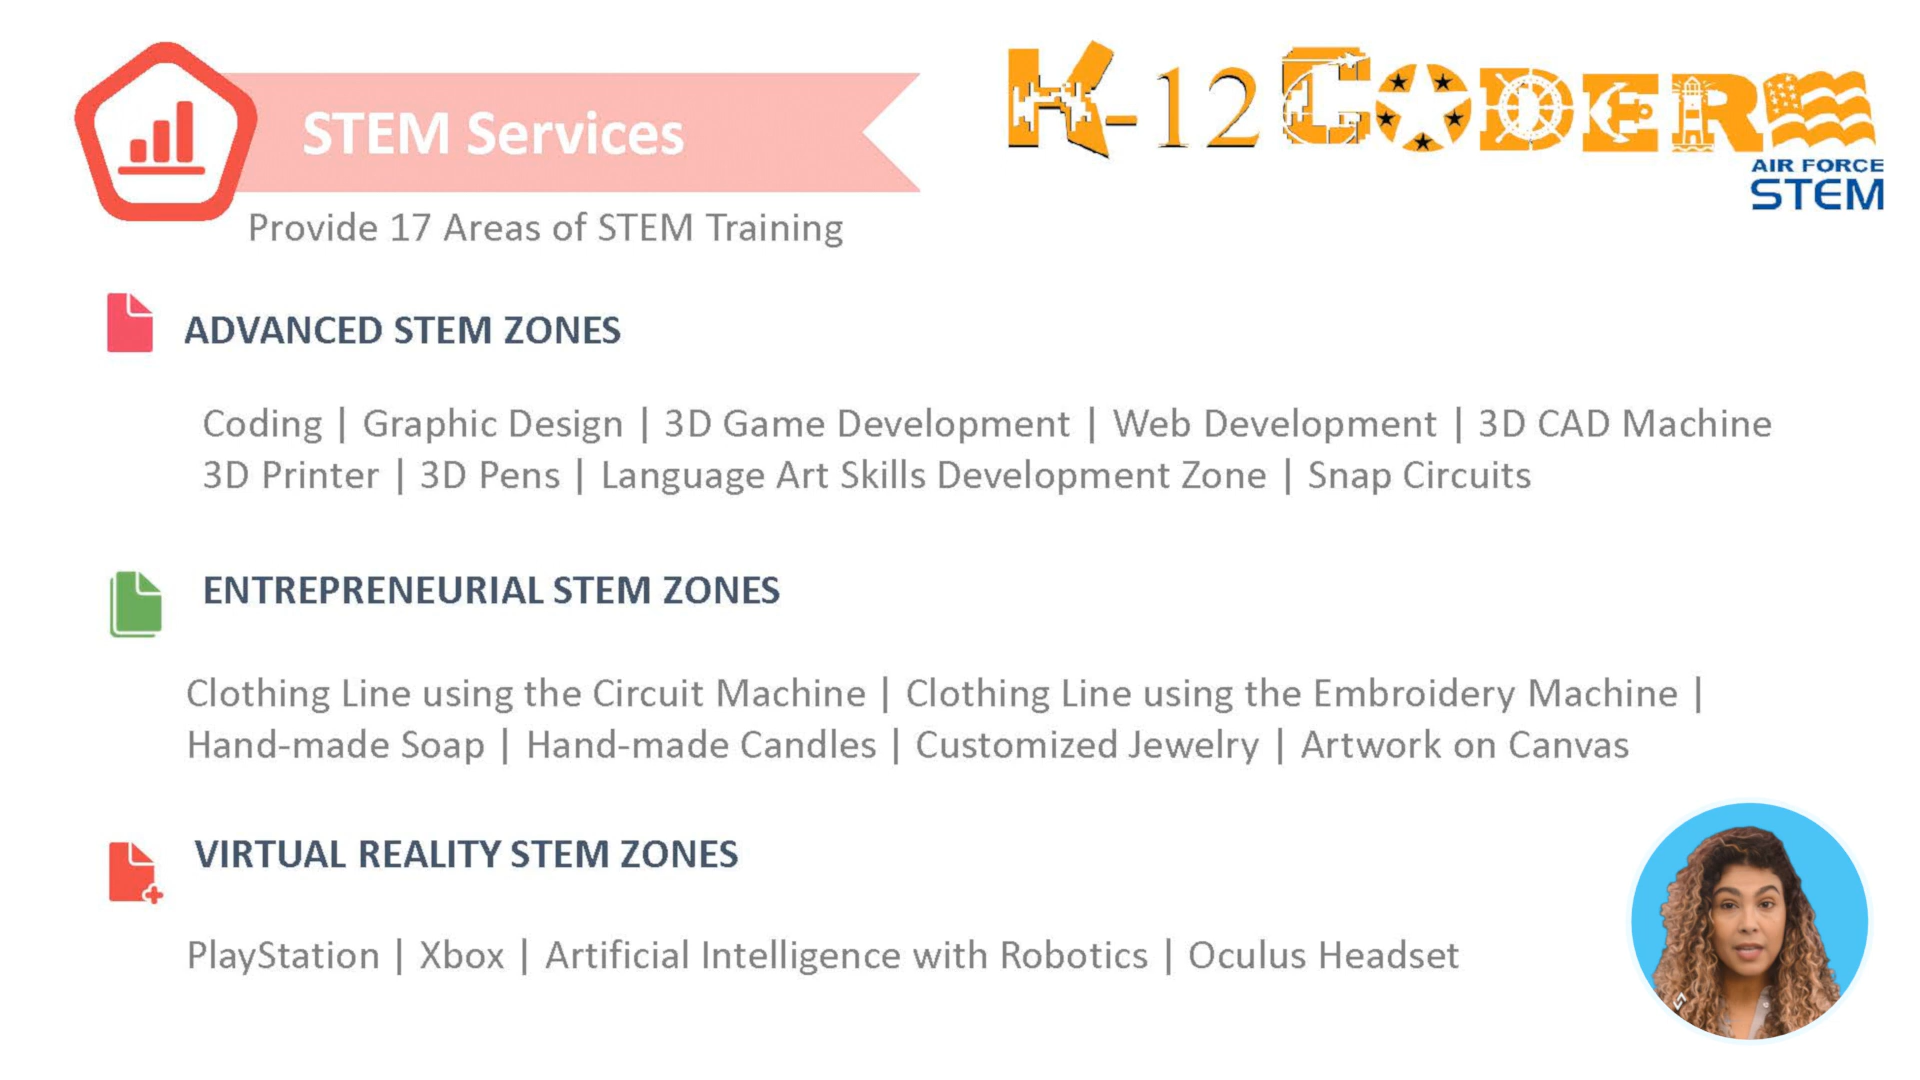 K-12 CODER
AIR FORCE
STEM
STEM Services
Provide 17 Areas of STEM Training
ADVANCED STEM ZONES
Coding | Graphic Design | 3D Game Development | Web Development | 3D CAD Machine
3D Printer | 3D Pens | Language Art Skills Development Zone | Snap Circuits
ENTREPRENEURIAL STEM ZONES
Clothing Line using the Circuit Machine | Clothing Line using the Embroidery Machine |
Hand-made Soap | Hand-made Candles | Customized Jewelry | Artwork on Canvas
VIRTUAL REALITY STEM ZONES
PlayStation | Xbox | Artificial Intelligence with Robotics | Oculus Headset